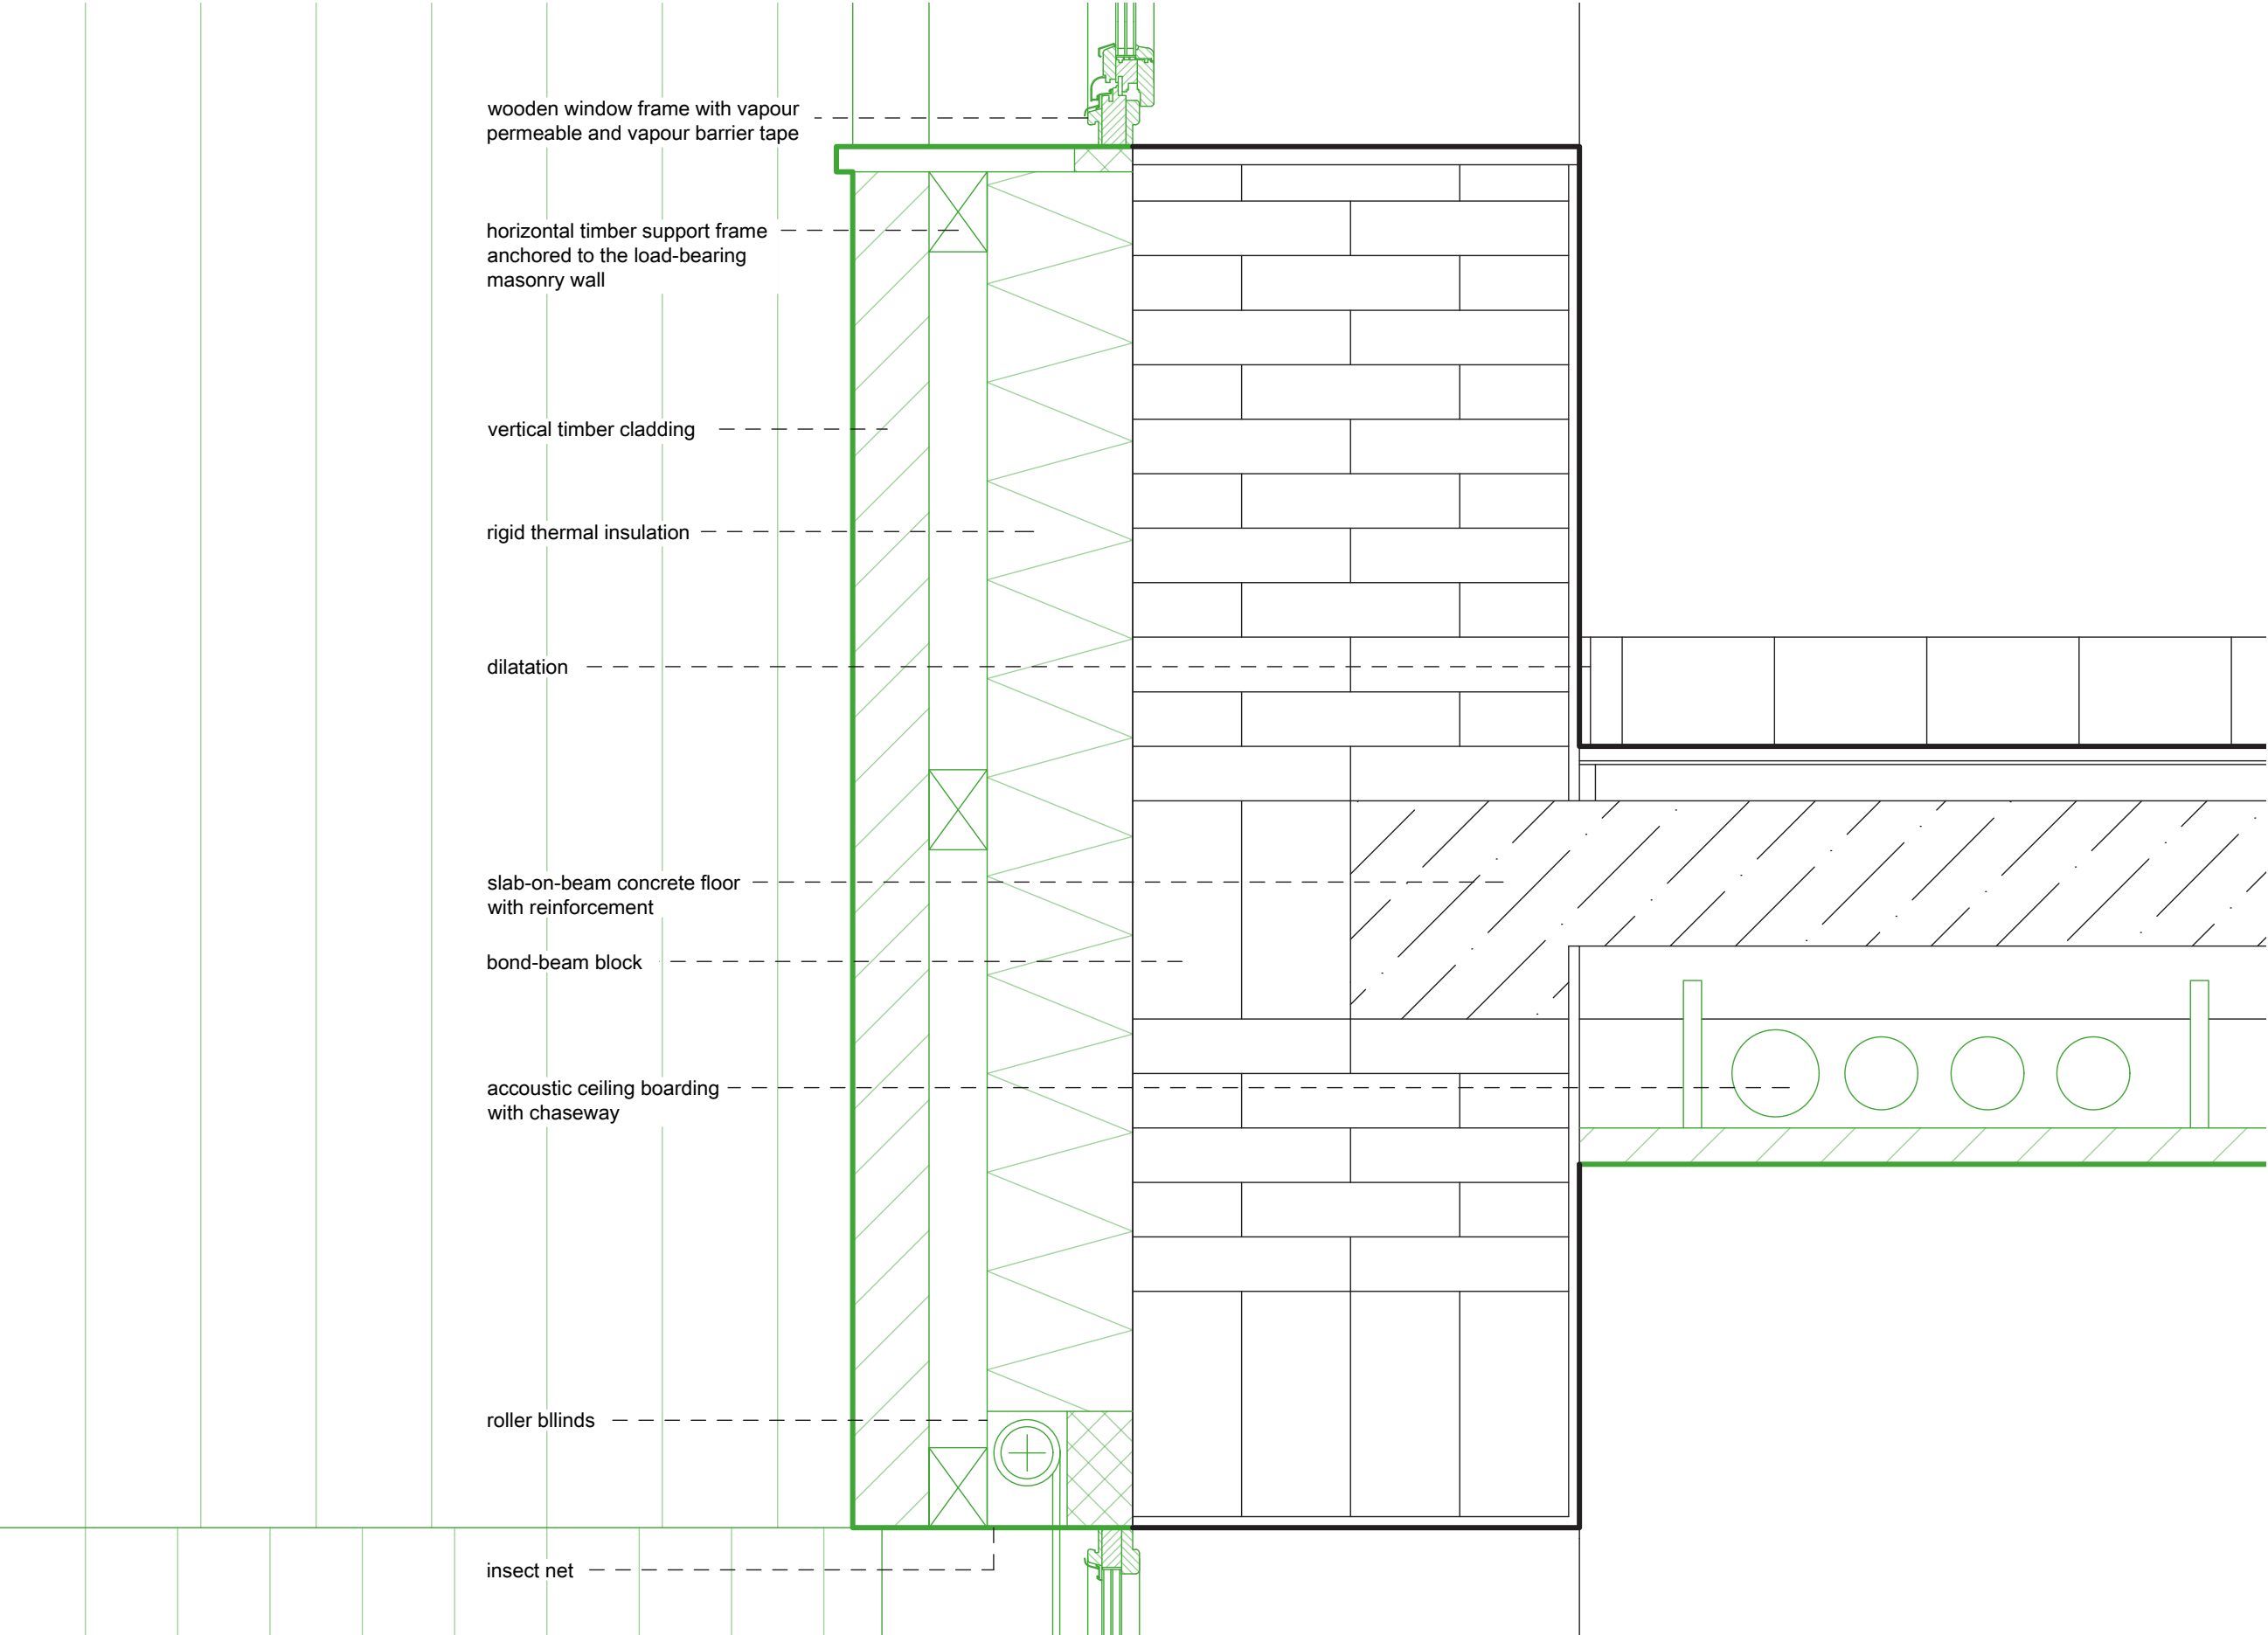 wooden window frame with vapour
permeable and vapour barrier tape
horizontal timber support frame
anchored to the load-bearing
masonry wall
vertical timber cladding
rigid thermal insulation
dilatation
slab-on-beam concrete floor
with reinforcement
bond-beam block
accoustic ceiling boarding
with chaseway
roller bllinds
insect net